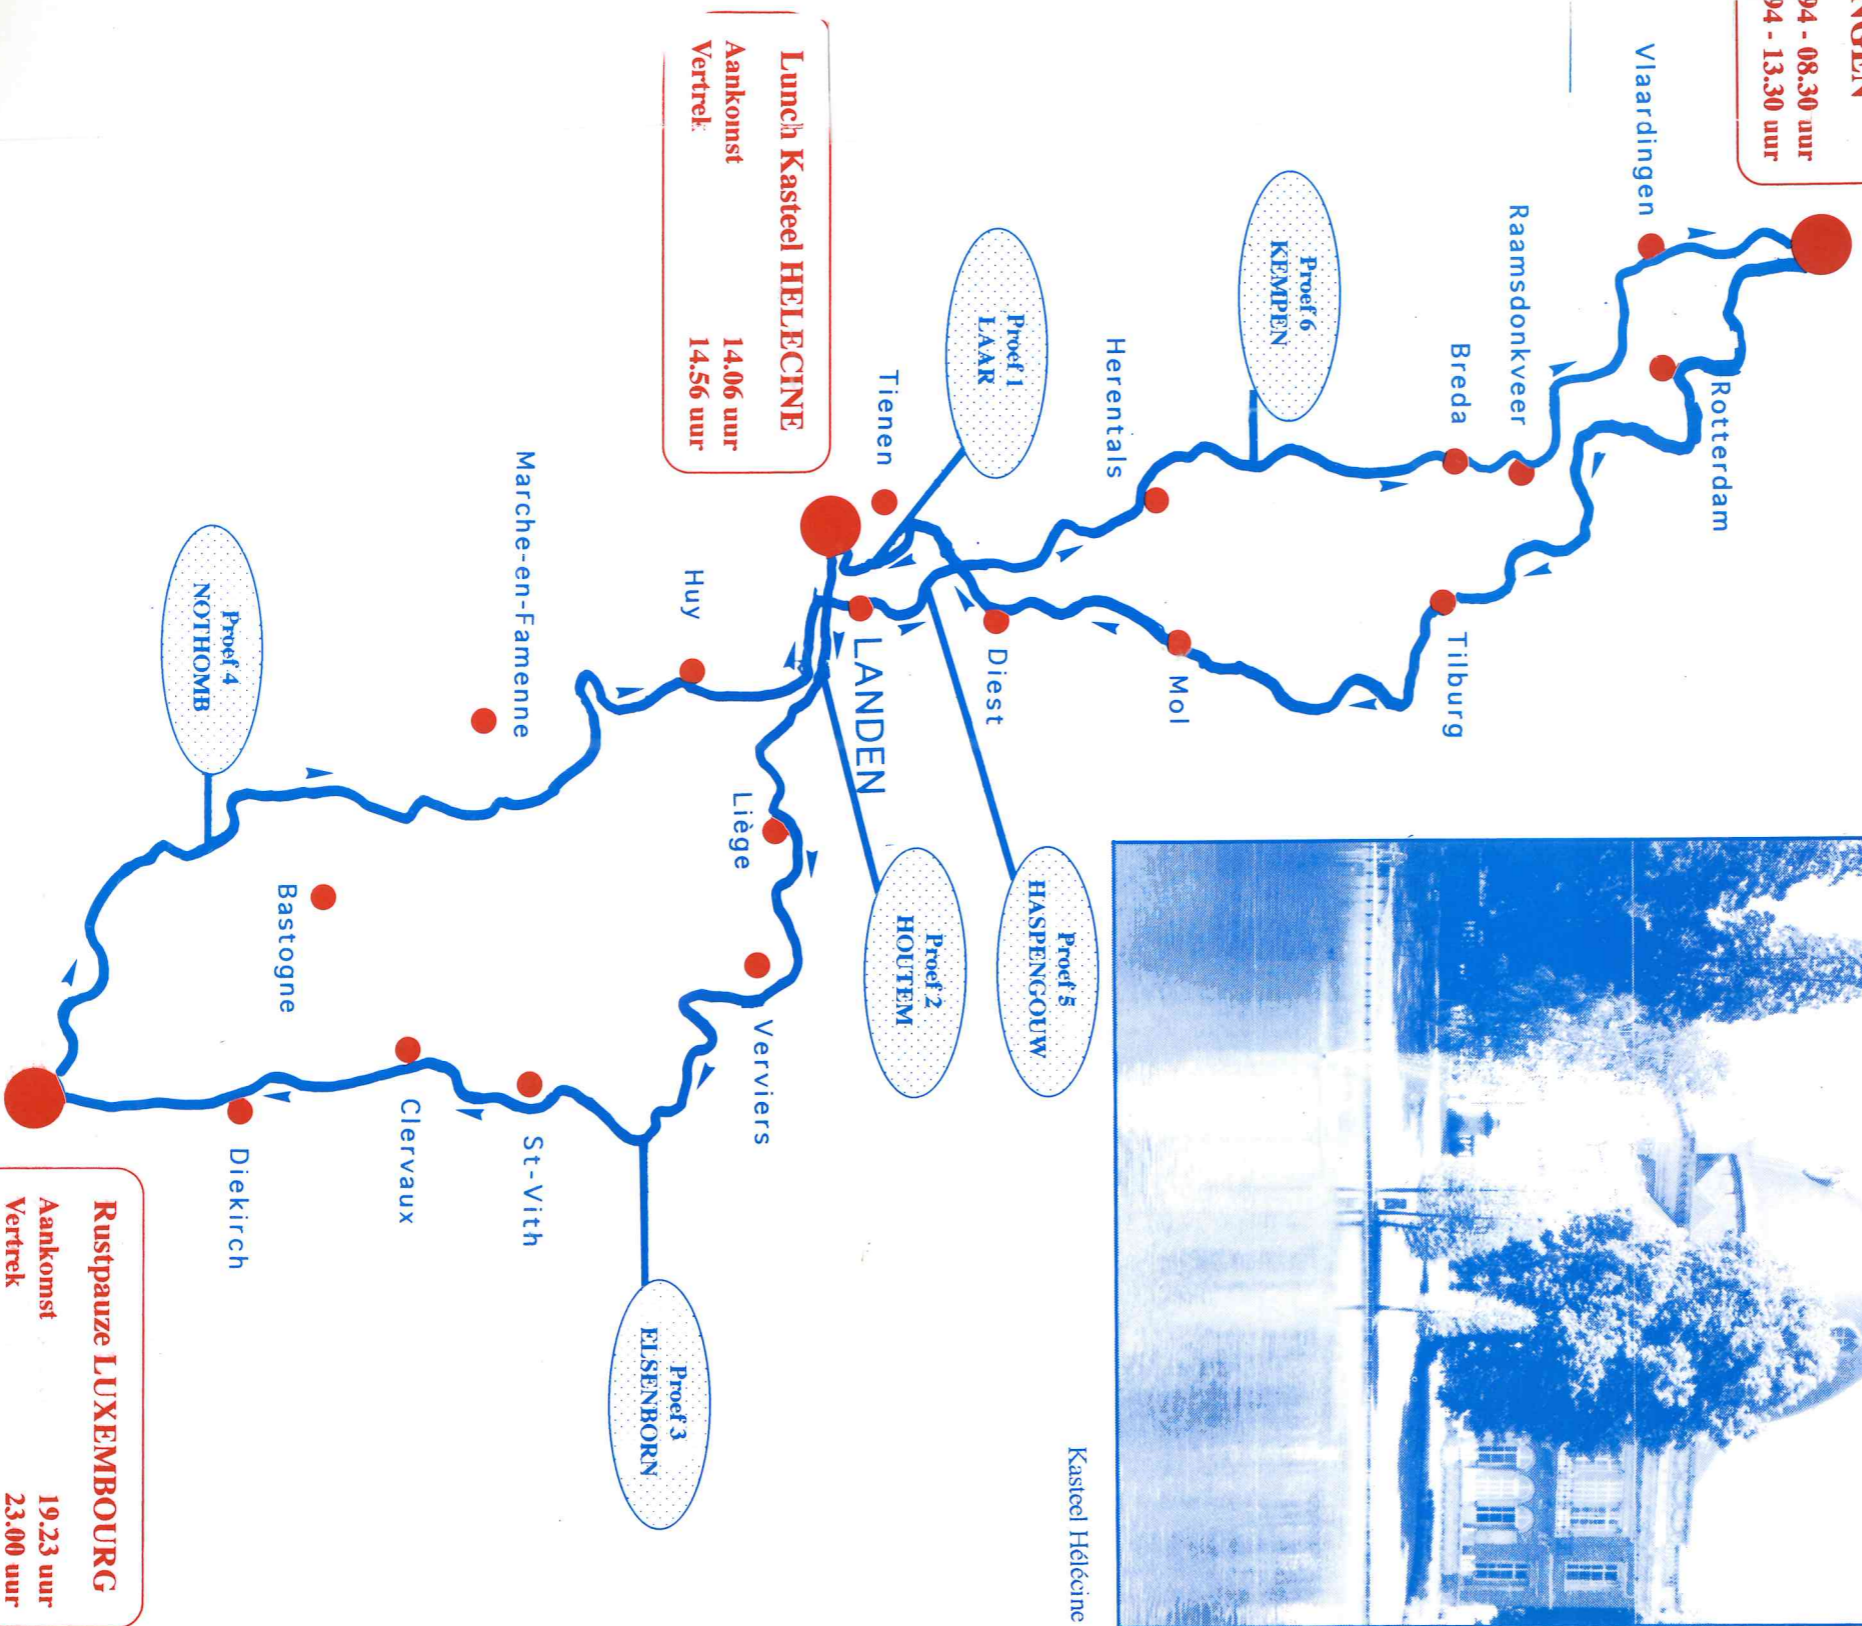 94 - 08.30 uur
94 - 13.30 uur
Vlaardingen
Rotterdam
Raamsdonkveer
Breda
Tilburg
Proef 6
KEMPEN
Herentals
Mol
Proef 1
LAAR
Diest
Tienen
LANDEN
Lunch Kasteel HELECINE
Aankomst 14.06 uur
Vertrek 14.56 uur
Proef 5
HASPENGOUW
Proef 2
HOUTEM
Kasteel Hélécine
Huy
Liège
Verviers
Marche-en-Famenne
Proef 3
ELSENBORN
St-Vith
Clervaux
Bastogne
Proef 4
NOTHOMB
Diekirch
Rustpauze LUXEMBOURG
Aankomst 19.23 uur
Vertrek 23.00 uur